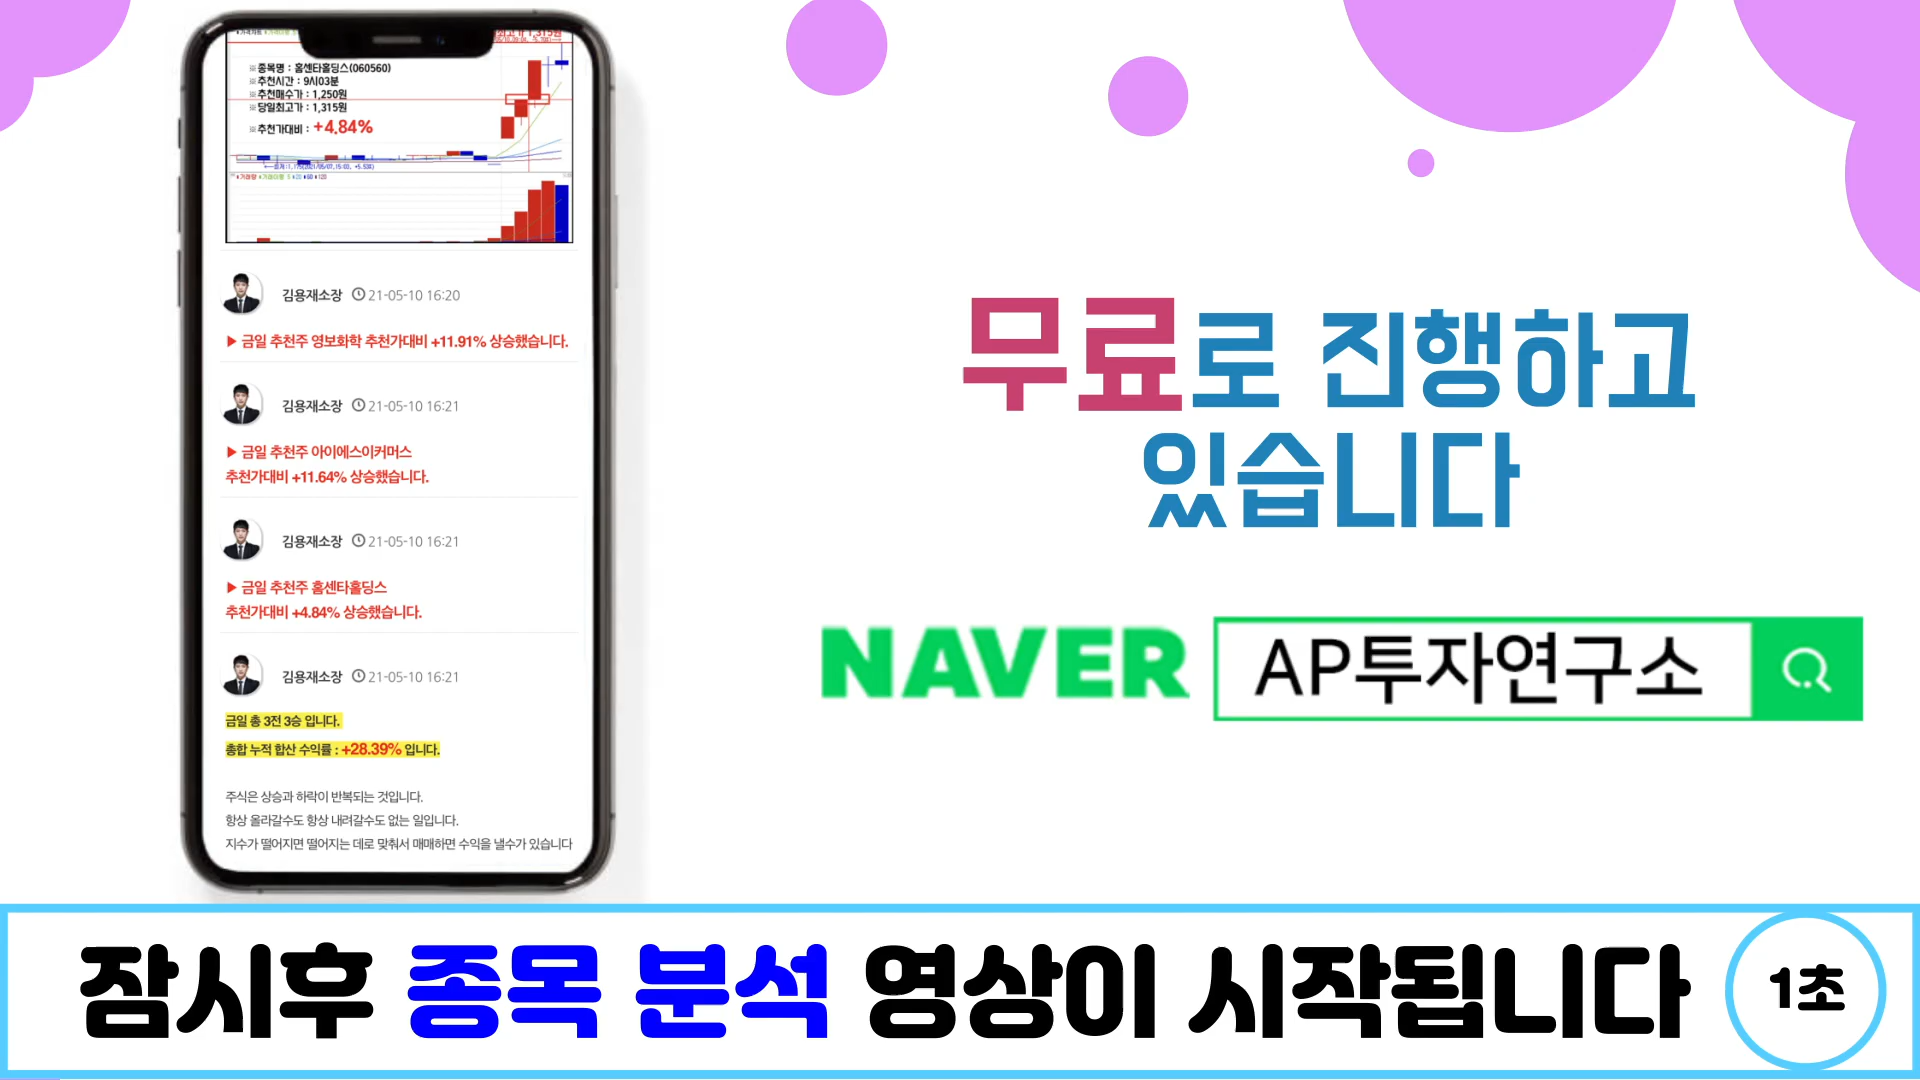 ※종목명 : 홈센타홀딩스(060560)
※추천시간 : 9시03분
※추천매수가 : 1,250원
※당일최고가 : 1,315원
※추천가대비 : +4.84%
김용재소장 21-05-10 16:20
▶ 금일 추천주 영보화학 추천가대비 +11.91% 상승했습니다.
김용재소장 21-05-10 16:21
▶ 금일 추천주 아이에스이커머스
추천가대비 +11.64% 상승했습니다.
김용재소장 21-05-10 16:21
▶ 금일 추천주 홈센타홀딩스
추천가대비 +4.84% 상승했습니다.
김용재소장 21-05-10 16:21
금일 총 3전 3승 입니다.
총합 누적 합산 수익률 : +28.39% 입니다.
주식은 상승과 하락이 반복되는 것입니다.
항상 올라갈수도 항상 내려갈수도 없는 일입니다.
지수가 떨어지면 떨어지는 데로 맞춰서 매매하면 수익을 낼수가 있습니다
무료로 진행하고
있습니다
NAVER AP투자연구소
잠시후 종목 분석 영상이 시작됩니다 1초